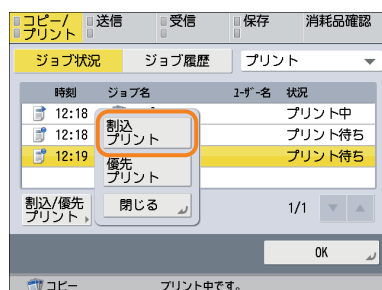 コピー/
プリント 送信 受信 保存 消耗品確認
ジョブ状況 ジョブ履歴 プリント
時刻 ジョブ名 ﾕｰｻﾞｰ名 状況
12:18 プリント中
12:18 プリント待ち
12:19 プリント待ち
割込
プリント
優先
プリント
閉じる
割込/優先
プリント
1/1
OK
コピー プリント中です。